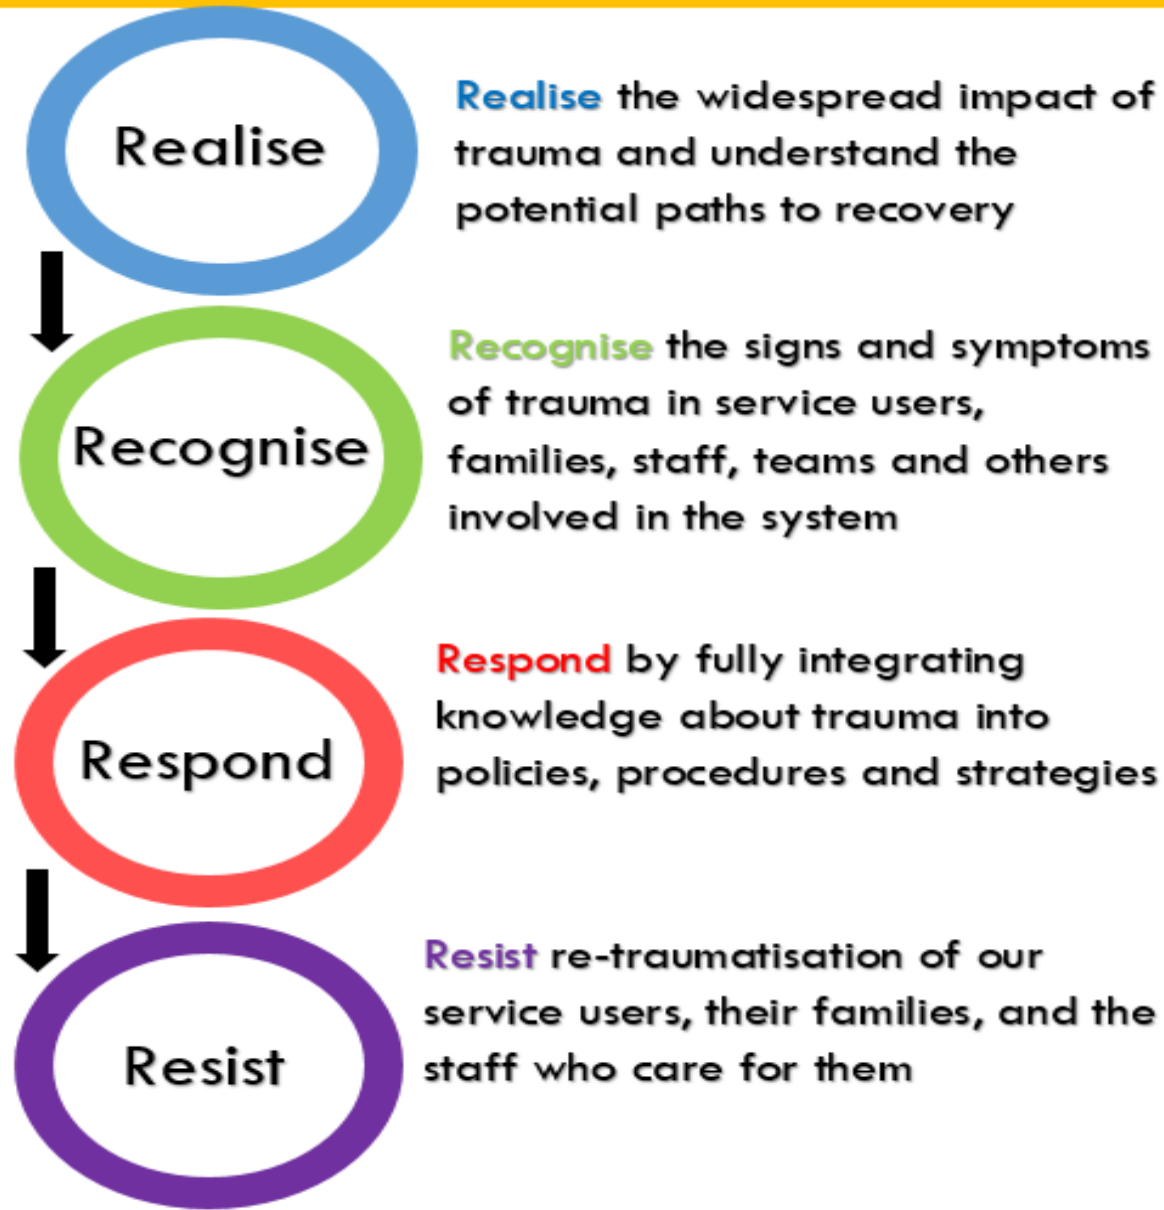 Realise
Realise the widespread impact of
trauma and understand the
potential paths to recovery
Recognise
Recognise the signs and symptoms
of trauma in service users,
families, staff, teams and others
involved in the system
Respond
Respond by fully integrating
knowledge about trauma into
policies, procedures and strategies
Resist
Resist re-traumatisation of our
service users, their families, and the
staff who care for them